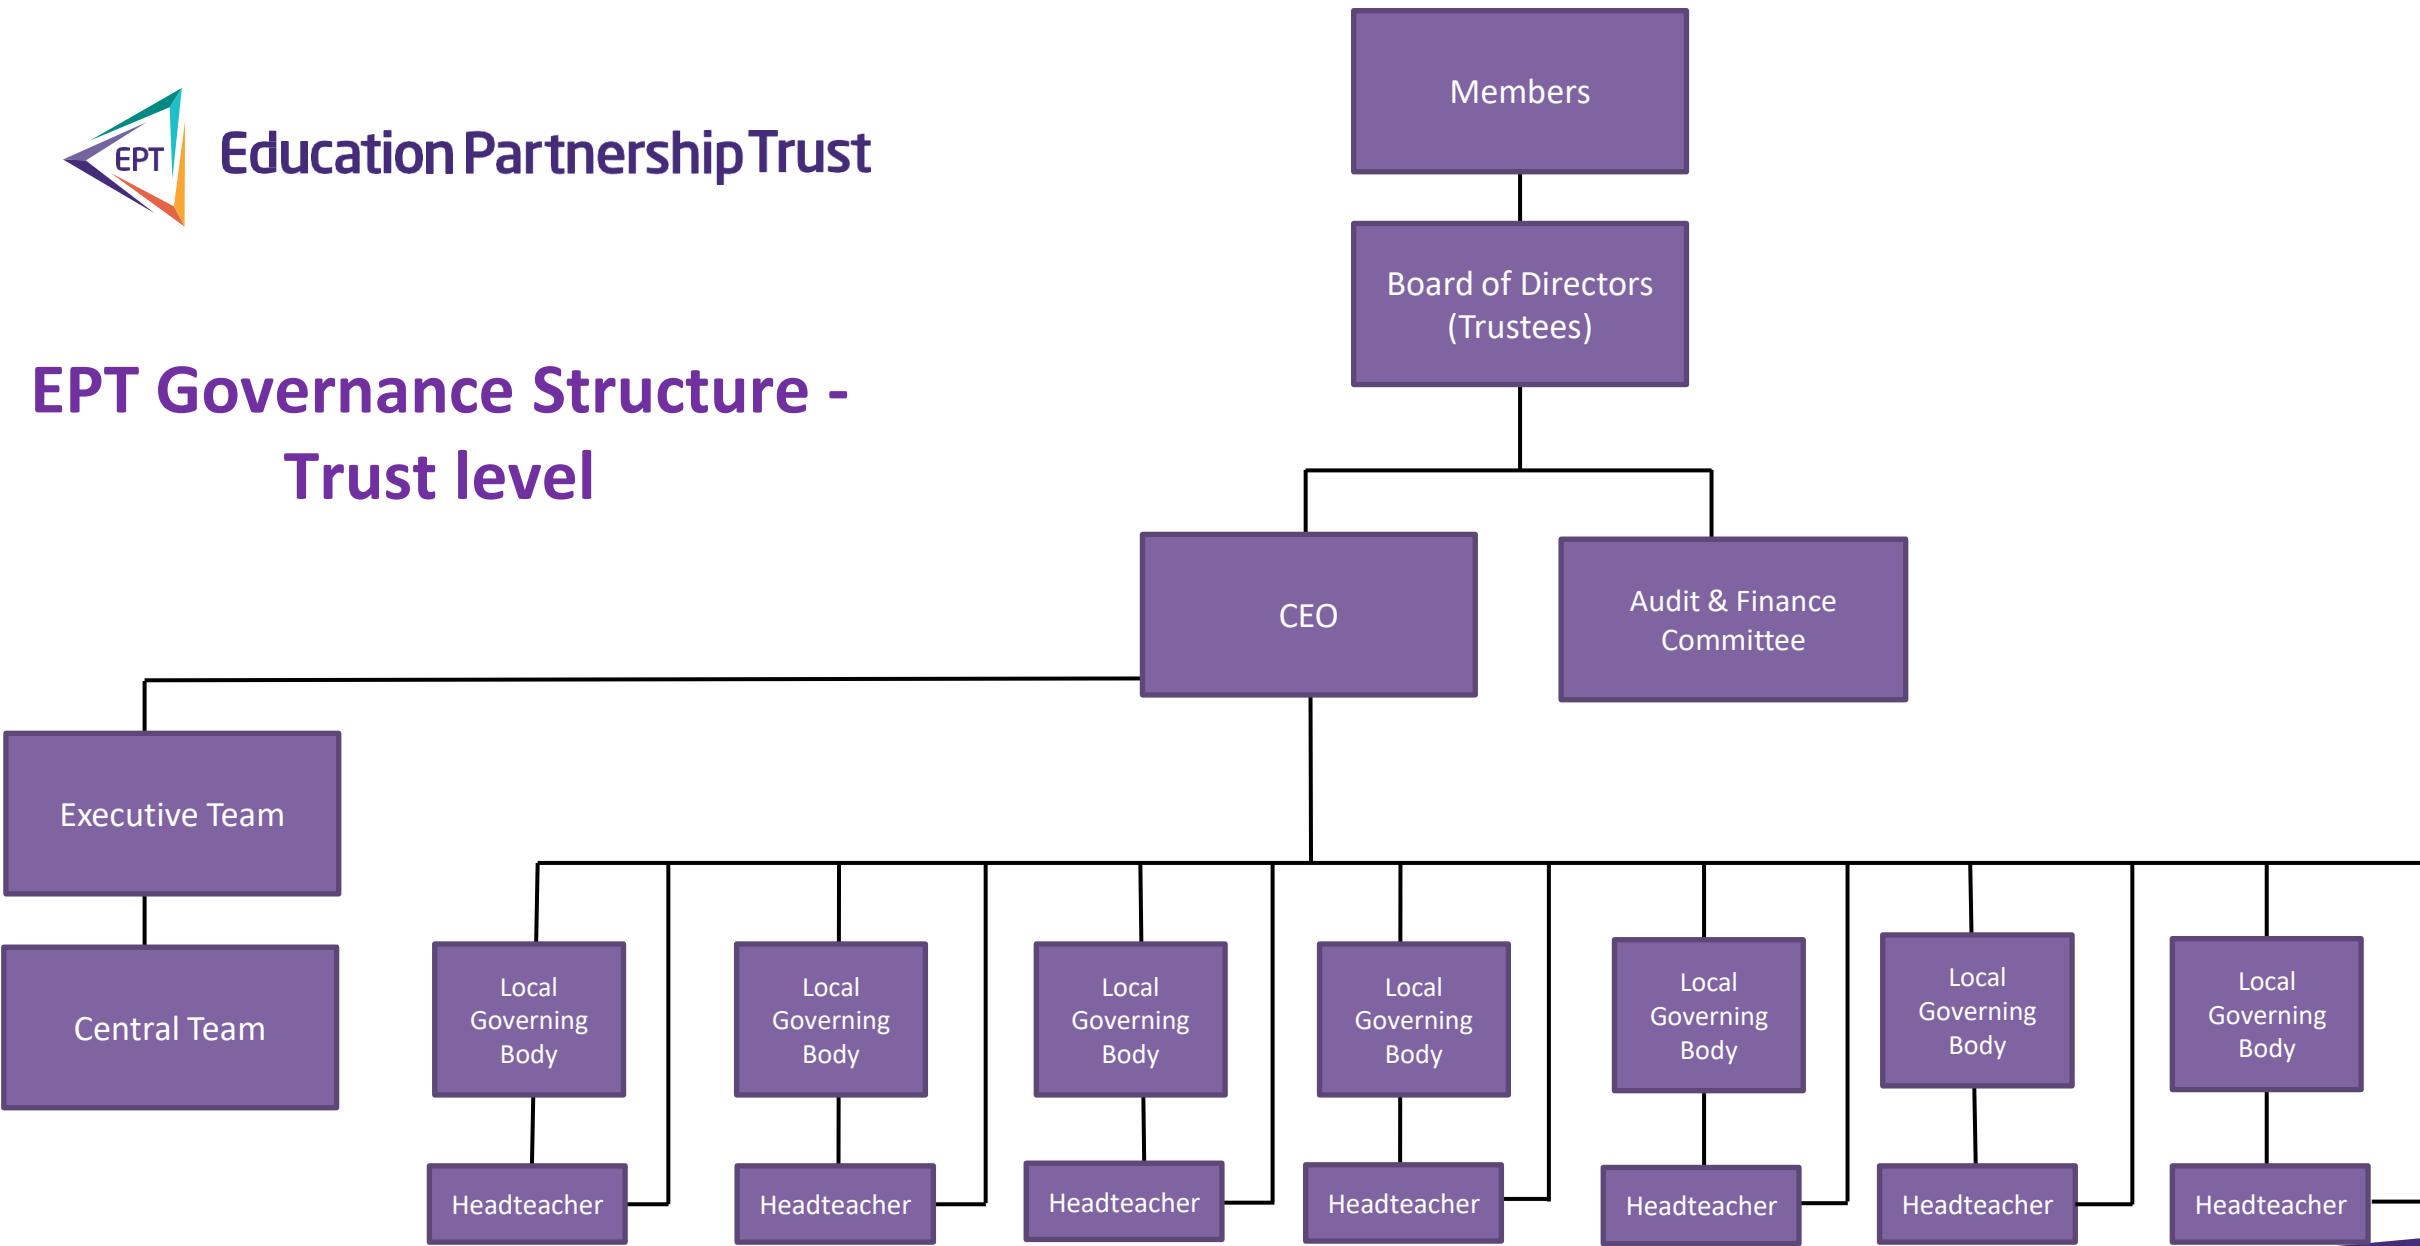 Members
EPT
Education Partnership Trust
Board of Directors
(Trustees)
EPT Governance Structure -
Trust level
CEO
Audit & Finance
Committee
Executive Team
Central Team
Local
Governing
Body
Local
Governing
Body
Local
Governing
Body
Local
Governing
Body
Local
Governing
Body
Local
Governing
Body
Local
Governing
Body
Headteacher
Headteacher
Headteacher
Headteacher
Headteacher
Headteacher
Headteacher